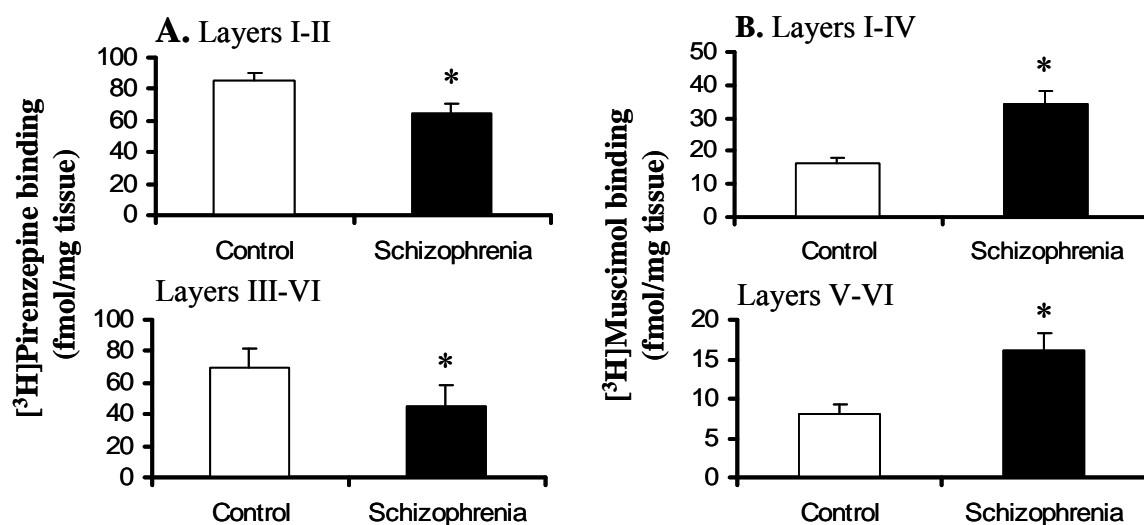 A. Layers I-II
[³H]Pirenzepine binding
(fmol/mg tissue)
100
80
60
40
20
0
*
Control
Schizophrenia
Layers III-VI
100
80
60
40
20
0
*
Control
Schizophrenia
B. Layers I-IV
[³H]Muscimol binding
(fmol/mg tissue)
50
40
30
20
10
0
*
Control
Schizophrenia
Layers V-VI
20
15
10
5
0
*
Control
Schizophrenia